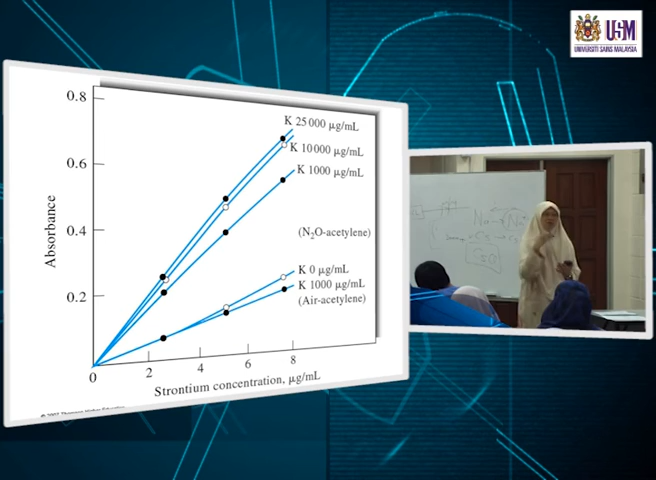 USM
UNIVERSITI SAINS MALAYSIA
0.8
0.6
0.4
0.2
0
2
4
6
8
Absorbance
Strontium concentration, μg/mL
K 25 000 μg/mL
K 10 000 μg/mL
K 1000 μg/mL
(N₂O-acetylene)
K 0 μg/mL
K 1000 μg/mL
(Air-acetylene)